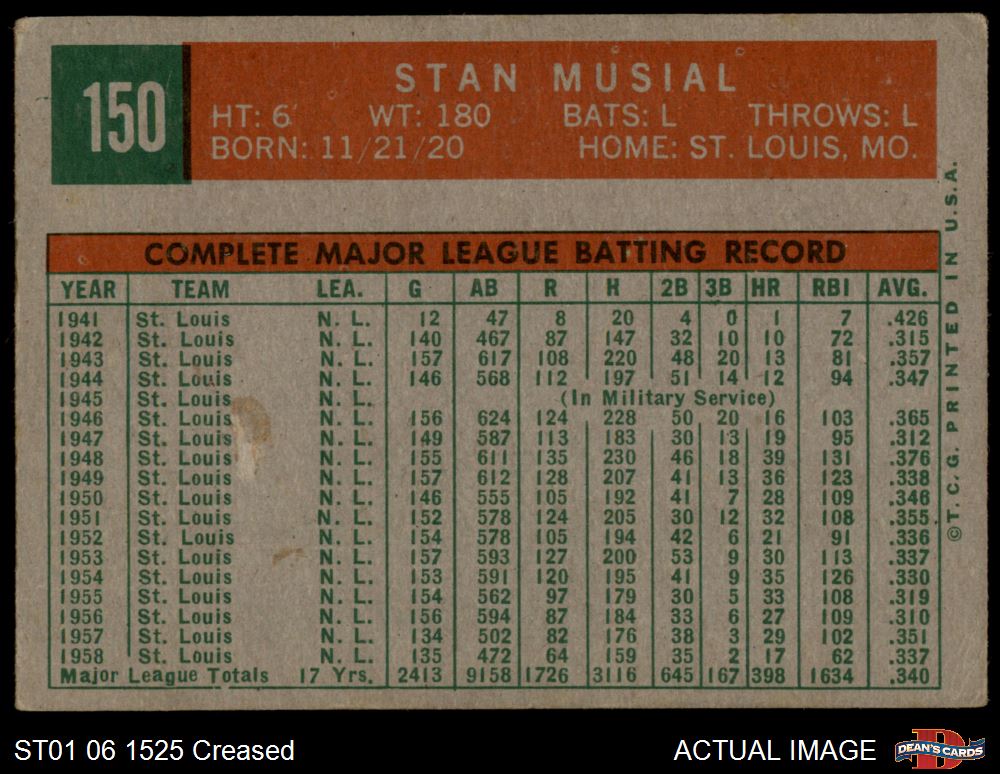 150
STAN MUSIAL
HT: 6' WT: 180 BATS: L THROWS: L
BORN: 11/21/20 HOME: ST. LOUIS, MO.
COMPLETE MAJOR LEAGUE BATTING RECORD
YEAR TEAM LEA. G AB R H 2B 3B HR RBI AVG.
1941 St. Louis N. L. 12 47 8 20 4 0 1 7 .426
1942 St. Louis N. L. 140 467 87 147 32 10 10 72 .315
1943 St. Louis N. L. 157 617 108 220 48 20 13 81 .357
1944 St. Louis N. L. 146 568 112 197 51 14 12 94 .347
1945 St. Louis N. L. (In Military Service)
1946 St. Louis N. L. 156 624 124 228 50 20 16 103 .365
1947 St. Louis N. L. 149 587 113 183 30 13 19 95 .312
1948 St. Louis N. L. 155 611 135 230 46 18 39 131 .376
1949 St. Louis N. L. 157 612 128 207 41 13 36 123 .338
1950 St. Louis N. L. 146 555 105 192 41 7 28 109 .346
1951 St. Louis N. L. 152 578 124 205 30 12 32 108 .355
1952 St. Louis N. L. 154 578 105 194 42 6 21 91 .336
1953 St. Louis N. L. 157 593 127 200 53 9 30 113 .337
1954 St. Louis N. L. 153 591 120 195 41 9 35 126 .330
1955 St. Louis N. L. 154 562 97 179 30 5 33 108 .319
1956 St. Louis N. L. 156 594 87 184 33 6 27 109 .310
1957 St. Louis N. L. 134 502 82 176 38 3 29 102 .351
1958 St. Louis N. L. 135 472 64 159 35 2 17 62 .337
Major League Totals 17 Yrs. 2413 9158 1726 3116 645 167 398 1634 .340
©T.C.G. PRINTED IN U.S.A.
ST01 06 1525 Creased
ACTUAL IMAGE
D
DEAN'S CARDS